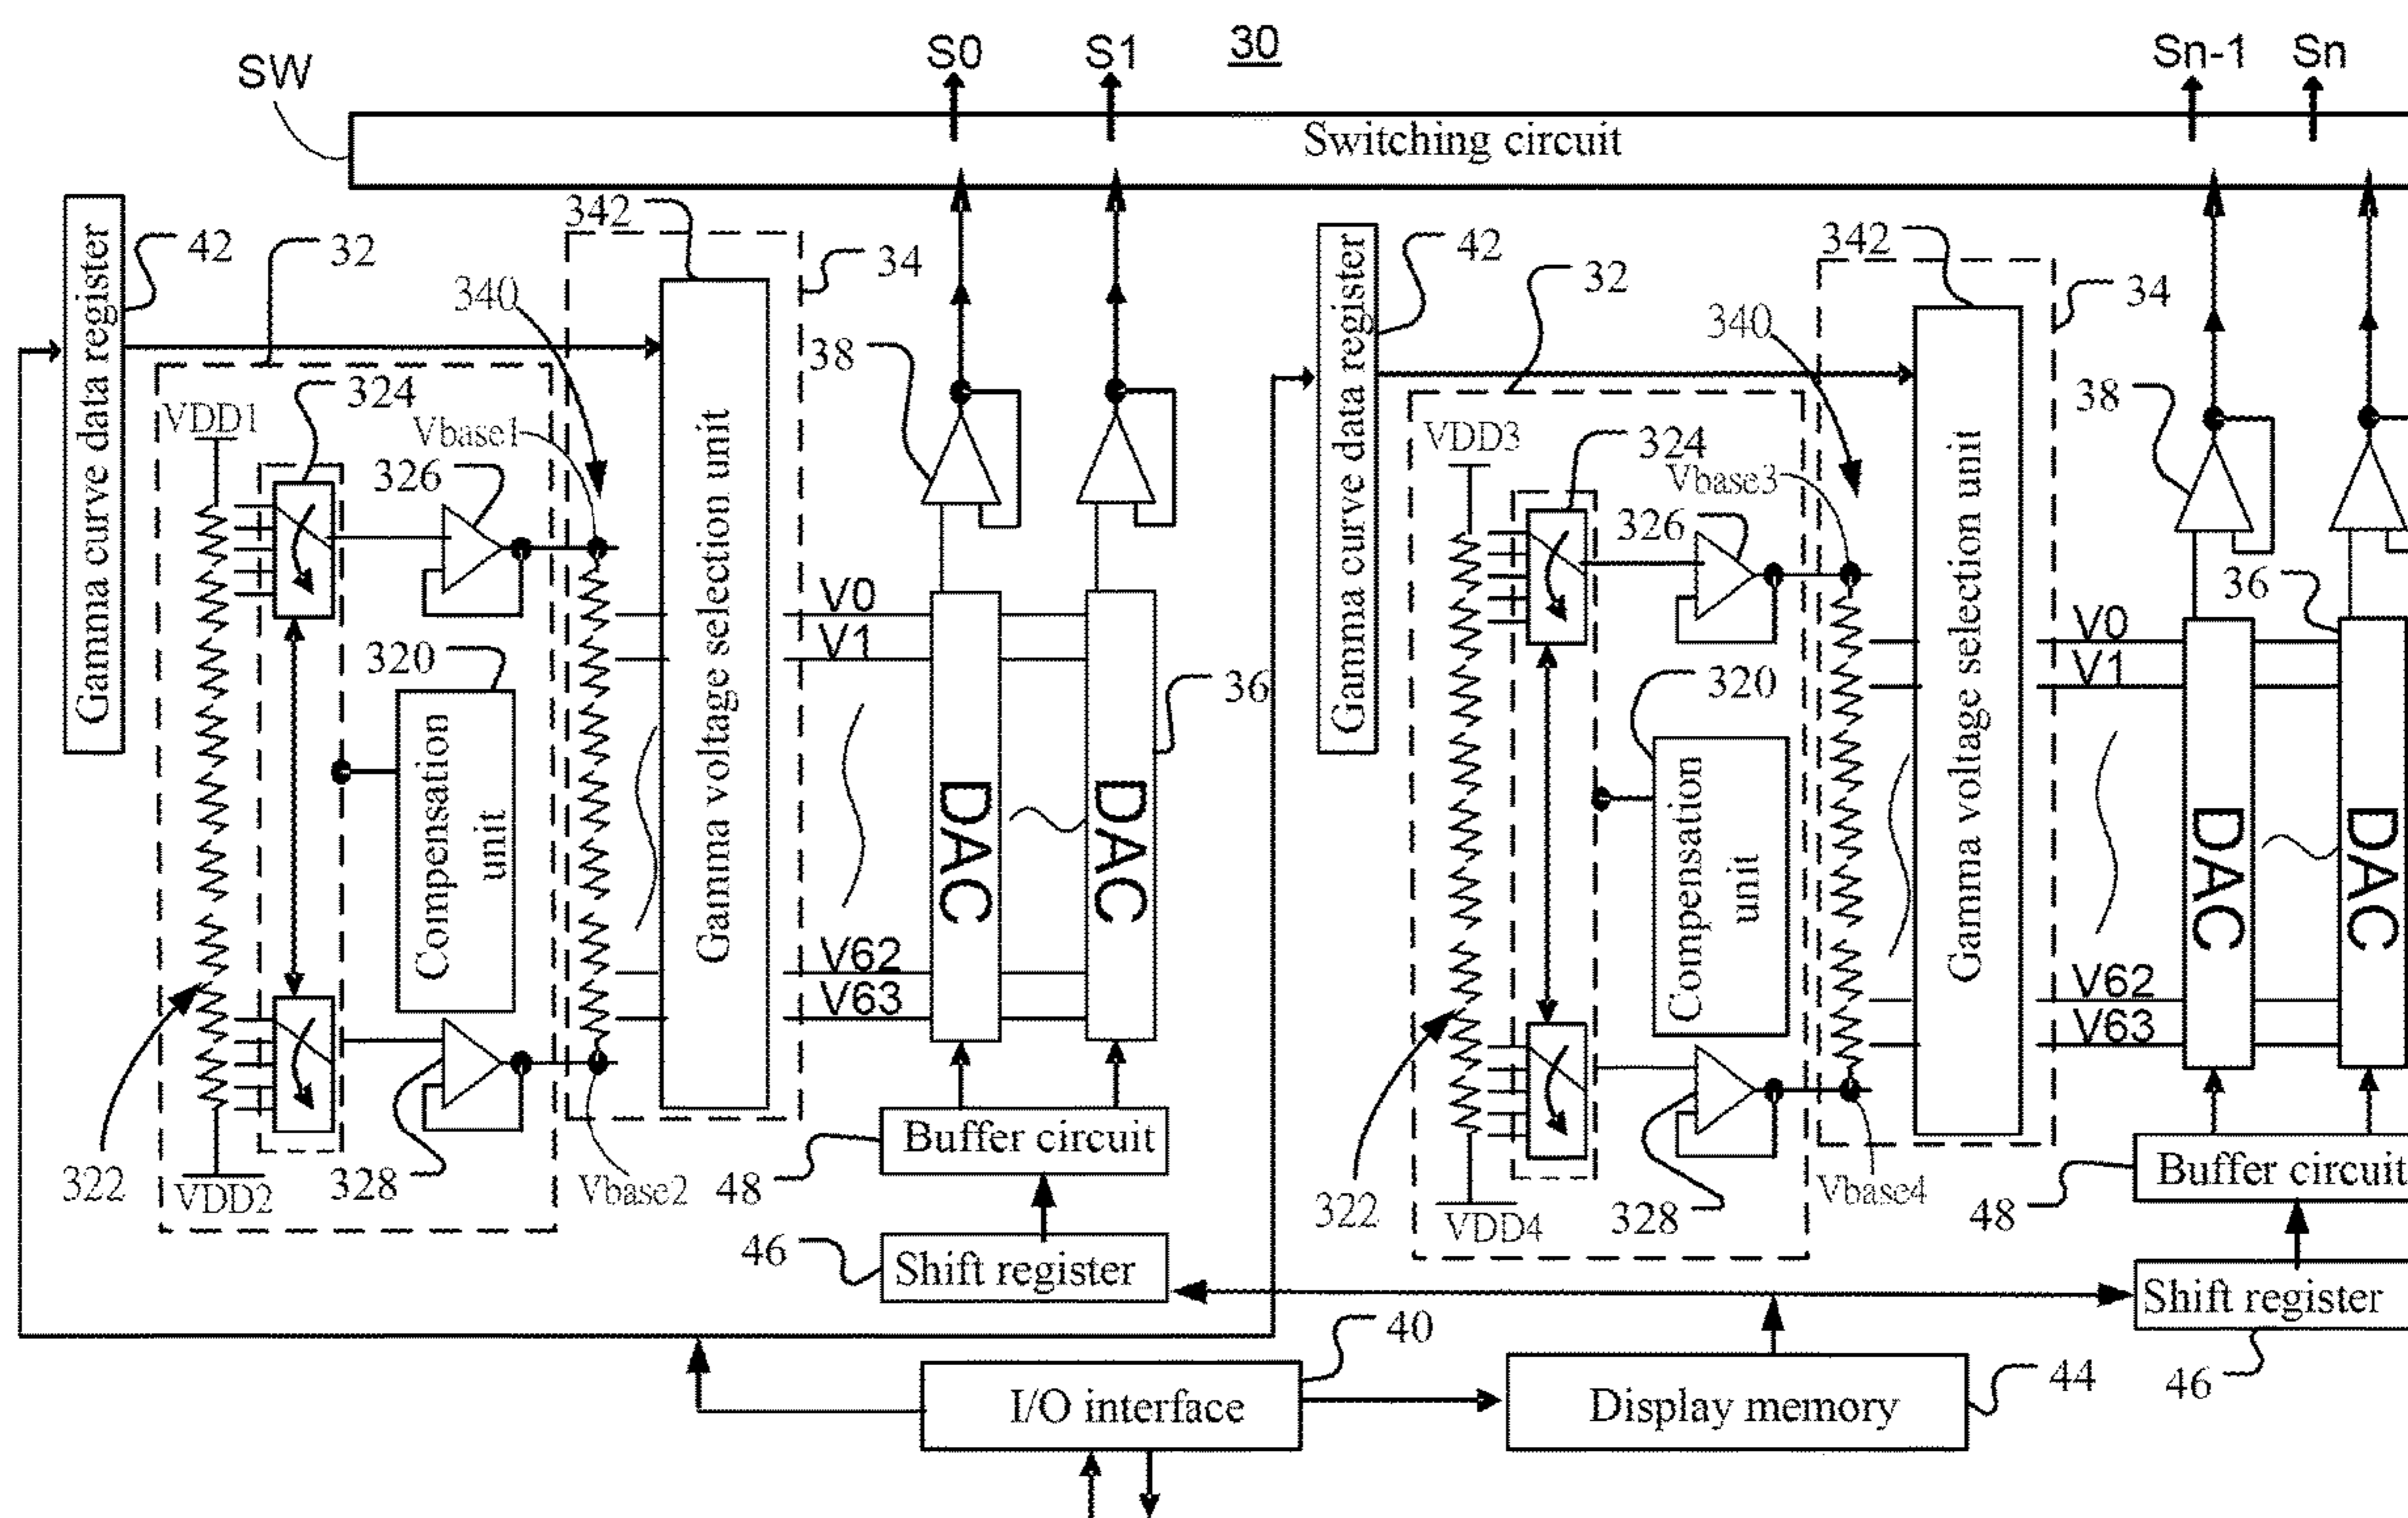 30
SW
S0
S1
Sn-1
Sn
Switching circuit
Gamma curve data register
42
32
342
34
340
324
VDD1
Vbase1
326
38
Gamma voltage selection unit
V0
V1
320
Compensation unit
36
DAC
DAC
V62
V63
322
VDD2
328
Vbase2
48
Buffer circuit
46
Shift register
Gamma curve data register
42
32
342
34
340
324
VDD3
Vbase3
326
38
Gamma voltage selection unit
36
V0
V1
320
Compensation unit
DAC
DAC
V62
V63
322
VDD4
328
Vbase4
48
Buffer circuit
Shift register
46
40
I/O interface
Display memory
44